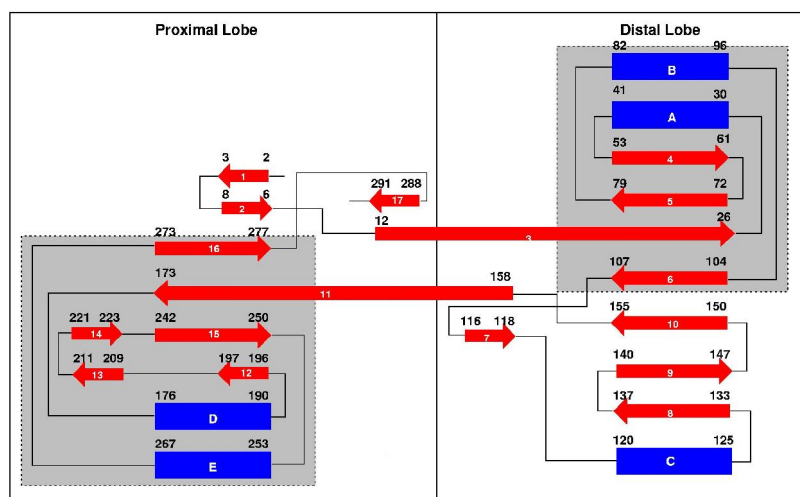 Proximal Lobe Distal Lobe
82 96
B
41 30
A
3 2 53 61
1 4
8 6 291 288 79 72
2 17 5
12 26
273 277 3
16 107 104
173 158 6
11
221 223 242 250 116 118 155 150
14 15 7 10
211 209 197 196 140 147
13 12 9
176 190 137 133
D 8
267 253 120 125
E C